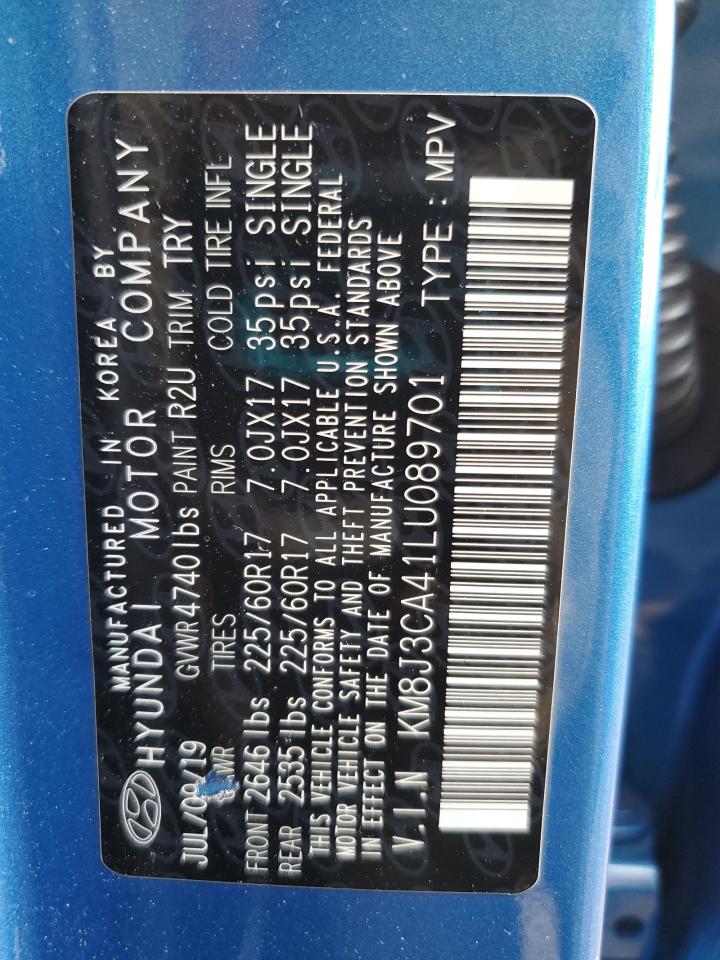 MANUFACTURED IN KOREA BY
HYUNDAI MOTOR COMPANY
JUL/09/19 GVWR 4740 lbs PAINT R2U TRIM TRY
TIRES RIMS COLD TIRE INFL
FRONT 2646 lbs 225/60R17 7.0JX17 35psi SINGLE
REAR 2535 lbs 225/60R17 7.0JX17 35psi SINGLE
THIS VEHICLE CONFORMS TO ALL APPLICABLE U.S.A. FEDERAL
MOTOR VEHICLE SAFETY AND THEFT PREVENTION STANDARDS
IN EFFECT ON THE DATE OF MANUFACTURE SHOWN ABOVE
V.I.N KM8J3CA41LU089701 TYPE : MPV